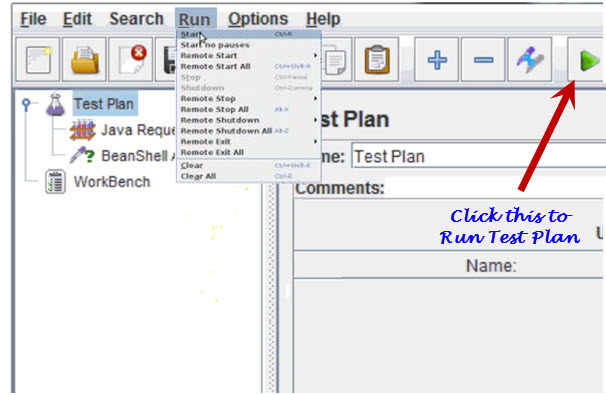 File Edit Search Run Options Help
Start Ctrl-R
Start no pauses
Remote Start
Remote Start All Ctrl+Shift-R
Stop Ctrl-Period
Shutdown Ctrl-Comma
Remote Stop
Remote Stop All Alt-X
Remote Shutdown
Remote Shutdown All Alt-Z
Remote Exit
Remote Exit All
Clear
Clear All Ctrl-E
Test Plan
Java Reque
BeanShell A
WorkBench
st Plan
me: Test Plan
Comments:
Click this to
Run Test Plan
Name: